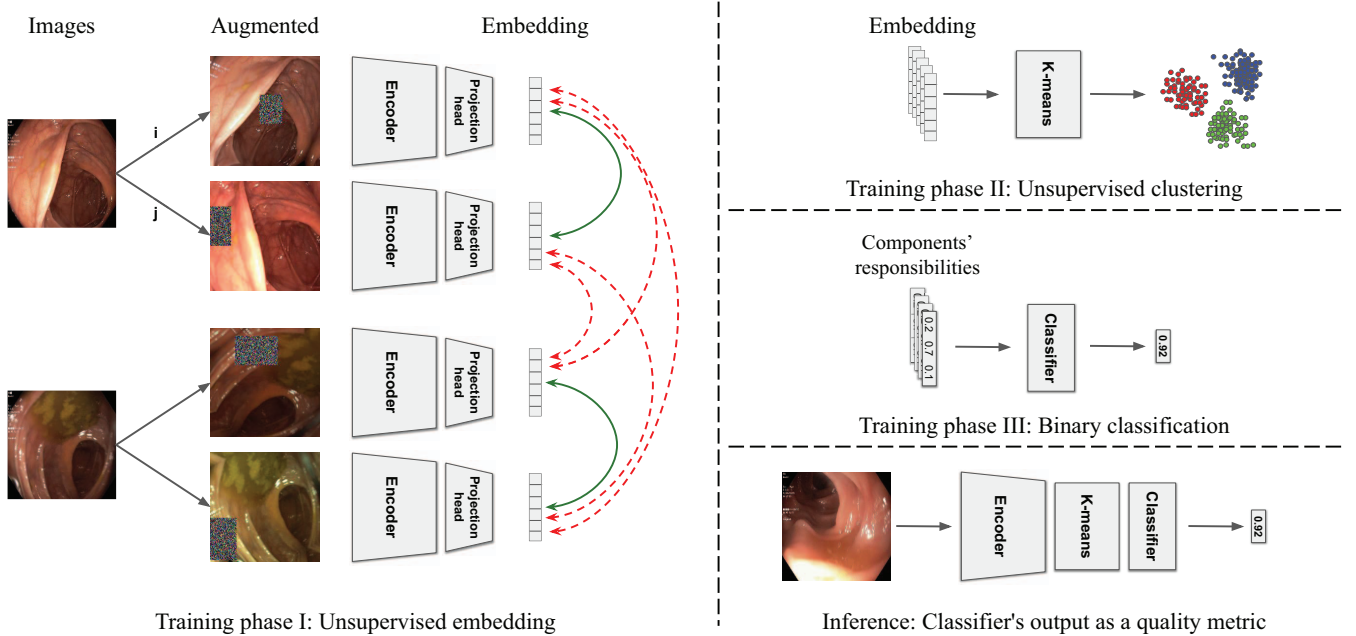 Images
Augmented
Embedding
i
j
Encoder
Projection
head
Encoder
Projection
head
Encoder
Projection
head
Encoder
Projection
head
Training phase I: Unsupervised embedding
Embedding
K-means
Training phase II: Unsupervised clustering
Components’
responsibilities
0.2 0.7 0.1
Classifier
0.92
Training phase III: Binary classification
Encoder
K-means
Classifier
0.92
Inference: Classifier's output as a quality metric